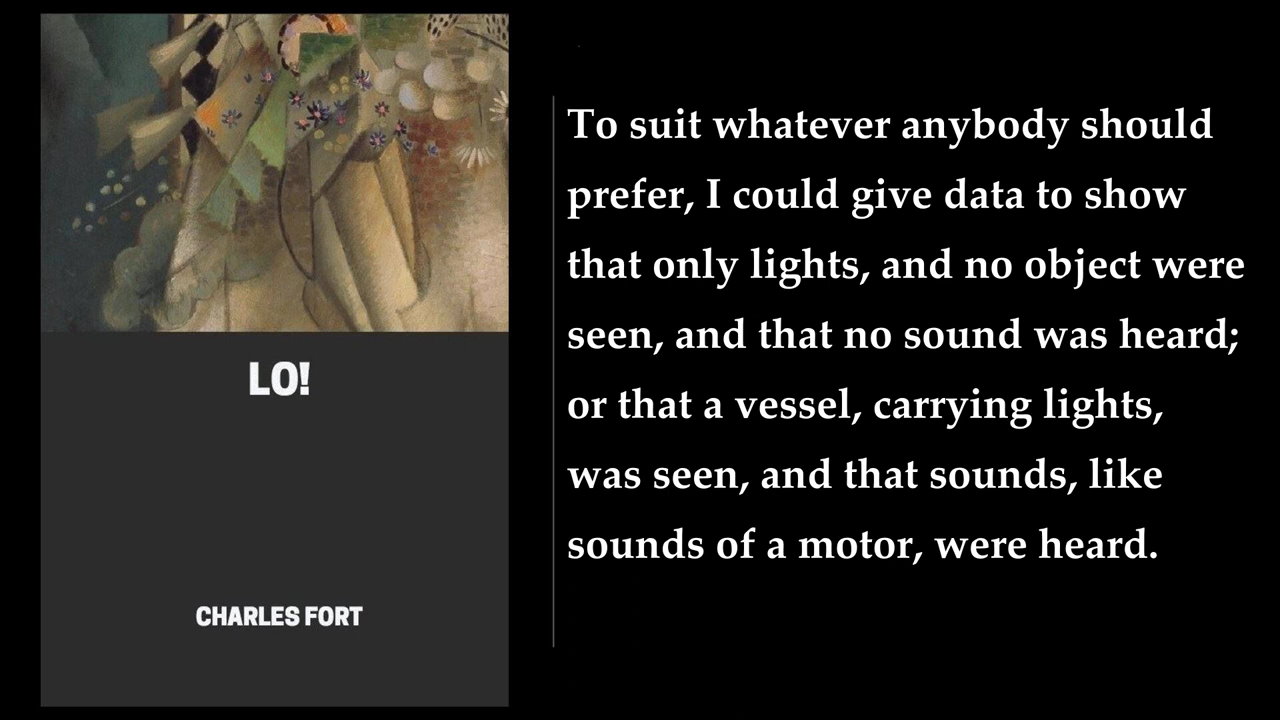 LO!
CHARLES FORT
To suit whatever anybody should
prefer, I could give data to show
that only lights, and no object were
seen, and that no sound was heard;
or that a vessel, carrying lights,
was seen, and that sounds, like
sounds of a motor, were heard.